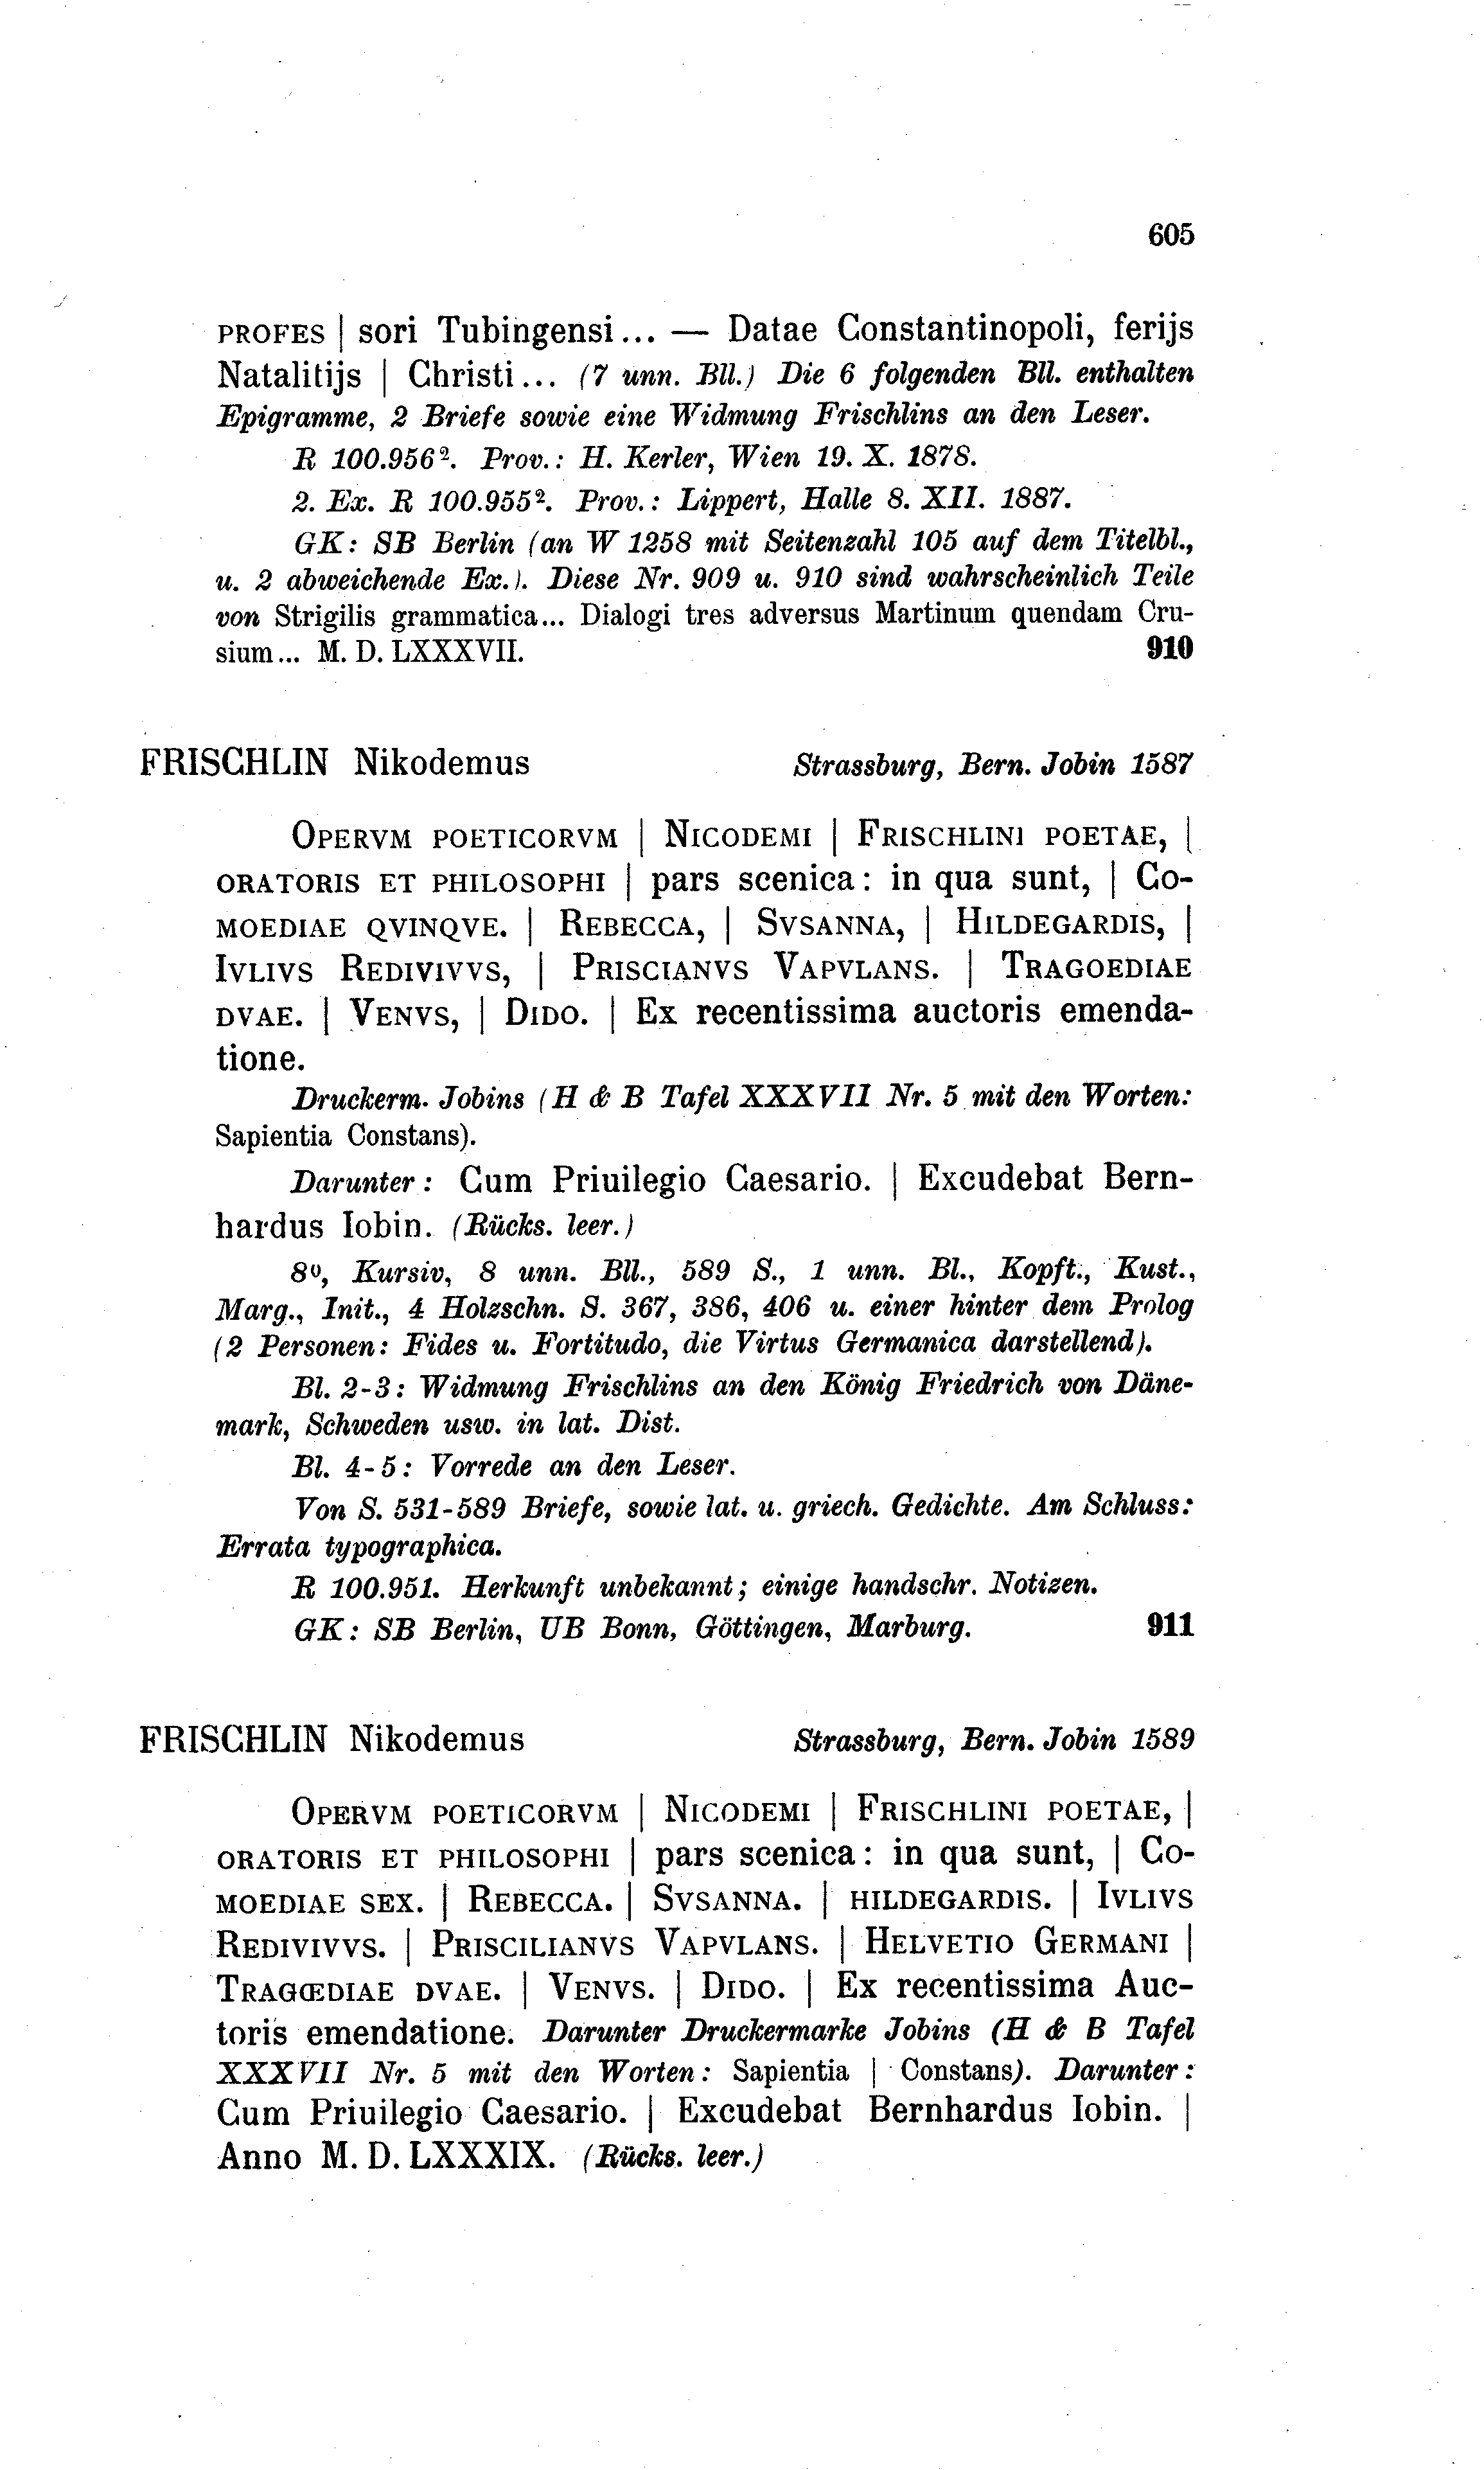 605
PROFES | sori Tubingensi... — Datae Constantinopoli, ferijs
Natalitijs | Christi... (7 unn. Bll.) Die 6 folgenden Bll. enthalten
Epigramme, 2 Briefe sowie eine Widmung Frischlins an den Leser.
R 100.956². Prov.: H. Kerler, Wien 19. X. 1878.
2. Ex. R 100.955². Prov.: Lippert, Halle 8. XII. 1887.
GK: SB Berlin (an W 1258 mit Seitenzahl 105 auf dem Titelbl.,
u. 2 abweichende Ex.). Diese Nr. 909 u. 910 sind wahrscheinlich Teile
von Strigilis grammatica... Dialogi tres adversus Martinum quendam Cru-
sium... M. D. LXXXVII. 910
FRISCHLIN Nikodemus Strassburg, Bern. Jobin 1587
OPERVM POETICORVM | NICODEMI | FRISCHLINI POETAE, |
ORATORIS ET PHILOSOPHI | pars scenica: in qua sunt, | CO-
MOEDIAE QVINQVE. | REBECCA, | SVSANNA, | HILDEGARDIS, |
IVLIVS REDIVIVVS, | PRISCIANVS VAPVLANS. | TRAGOEDIAE
DVAE. | VENVS, | DIDO. | Ex recentissima auctoris emenda-
tione.
Druckerm. Jobins (H & B Tafel XXXVII Nr. 5 mit den Worten:
Sapientia Constans).
Darunter: Cum Priuilegio Caesario. | Excudebat Bern-
hardus Iobin. (Rücks. leer.)
8⁰, Kursiv, 8 unn. Bll., 589 S., 1 unn. Bl., Kopft., Kust.,
Marg., Init., 4 Holzschn. S. 367, 386, 406 u. einer hinter dem Prolog
(2 Personen: Fides u. Fortitudo, die Virtus Germanica darstellend).
Bl. 2-3: Widmung Frischlins an den König Friedrich von Däne-
mark, Schweden usw. in lat. Dist.
Bl. 4-5: Vorrede an den Leser.
Von S. 531-589 Briefe, sowie lat. u. griech. Gedichte. Am Schluss:
Errata typographica.
R 100.951. Herkunft unbekannt; einige handschr. Notizen.
GK: SB Berlin, UB Bonn, Göttingen, Marburg. 911
FRISCHLIN Nikodemus Strassburg, Bern. Jobin 1589
OPERVM POETICORVM | NICODEMI | FRISCHLINI POETAE, |
ORATORIS ET PHILOSOPHI | pars scenica: in qua sunt, | CO-
MOEDIAE SEX. | REBECCA. | SVSANNA. | HILDEGARDIS. | IVLIVS
REDIVIVVS. | PRISCILIANVS VAPVLANS. | HELVETIO GERMANI |
TRAGŒDIAE DVAE. | VENVS. | DIDO. | Ex recentissima Auc-
toris emendatione. Darunter Druckermarke Jobins (H & B Tafel
XXXVII Nr. 5 mit den Worten: Sapientia | Constans). Darunter:
Cum Priuilegio Caesario. | Excudebat Bernhardus Iobin. |
Anno M. D. LXXXIX. (Rücks. leer.)